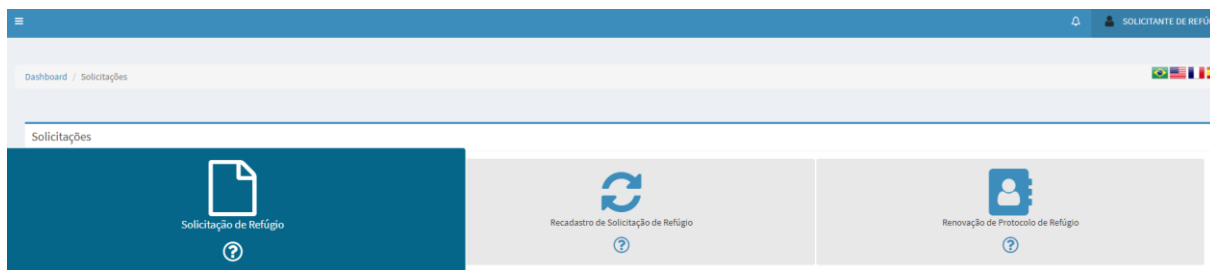 SOLICITANTE DE REFÚ
Dashboard / Solicitações
Solicitações
Solicitação de Refúgio
Recadastro de Solicitação de Refúgio
Renovação de Protocolo de Refúgio